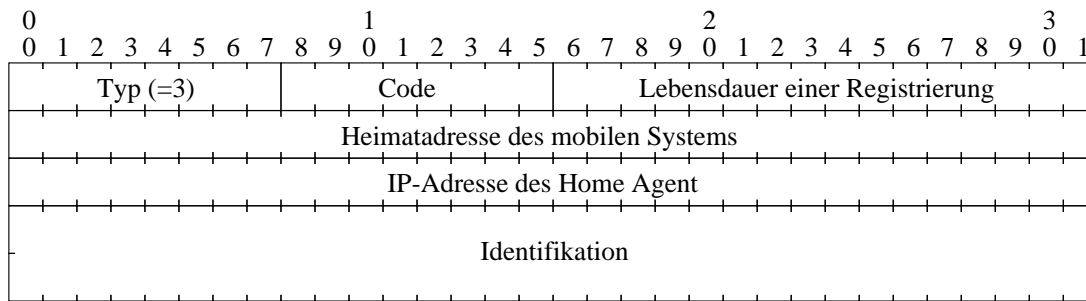 0 1 2 3
0 1 2 3 4 5 6 7 8 9 0 1 2 3 4 5 6 7 8 9 0 1 2 3 4 5 6 7 8 9 0 1
Typ (=3) Code Lebensdauer einer Registrierung
Heimatadresse des mobilen Systems
IP-Adresse des Home Agent
Identifikation